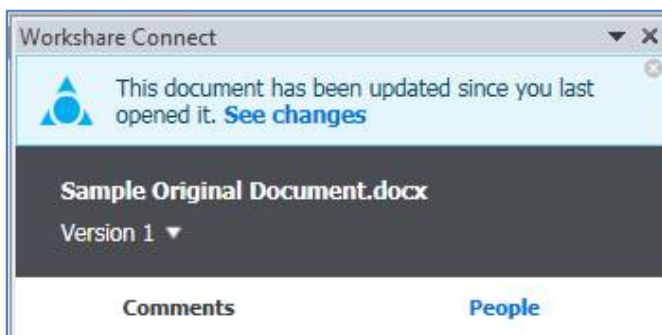 Workshare Connect
This document has been updated since you last
opened it. See changes
Sample Original Document.docx
Version 1
Comments People